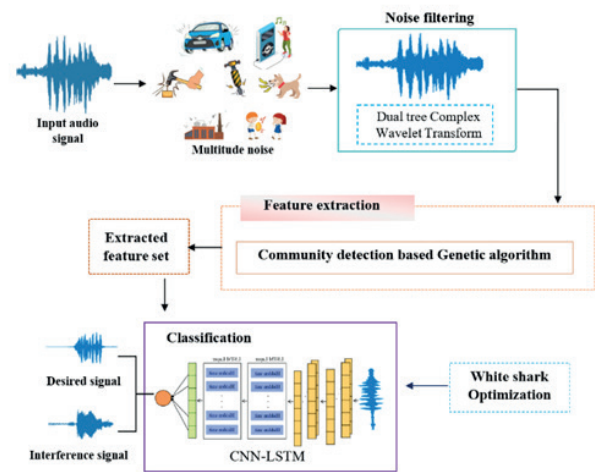 Noise filtering
Input audio
signal
Multitude noise
Dual tree Complex
Wavelet Transform
Feature extraction
Community detection based Genetic algorithm
Extracted
feature set
Classification
Desired signal
Interference signal
CNN-LSTM
White shark
Optimization